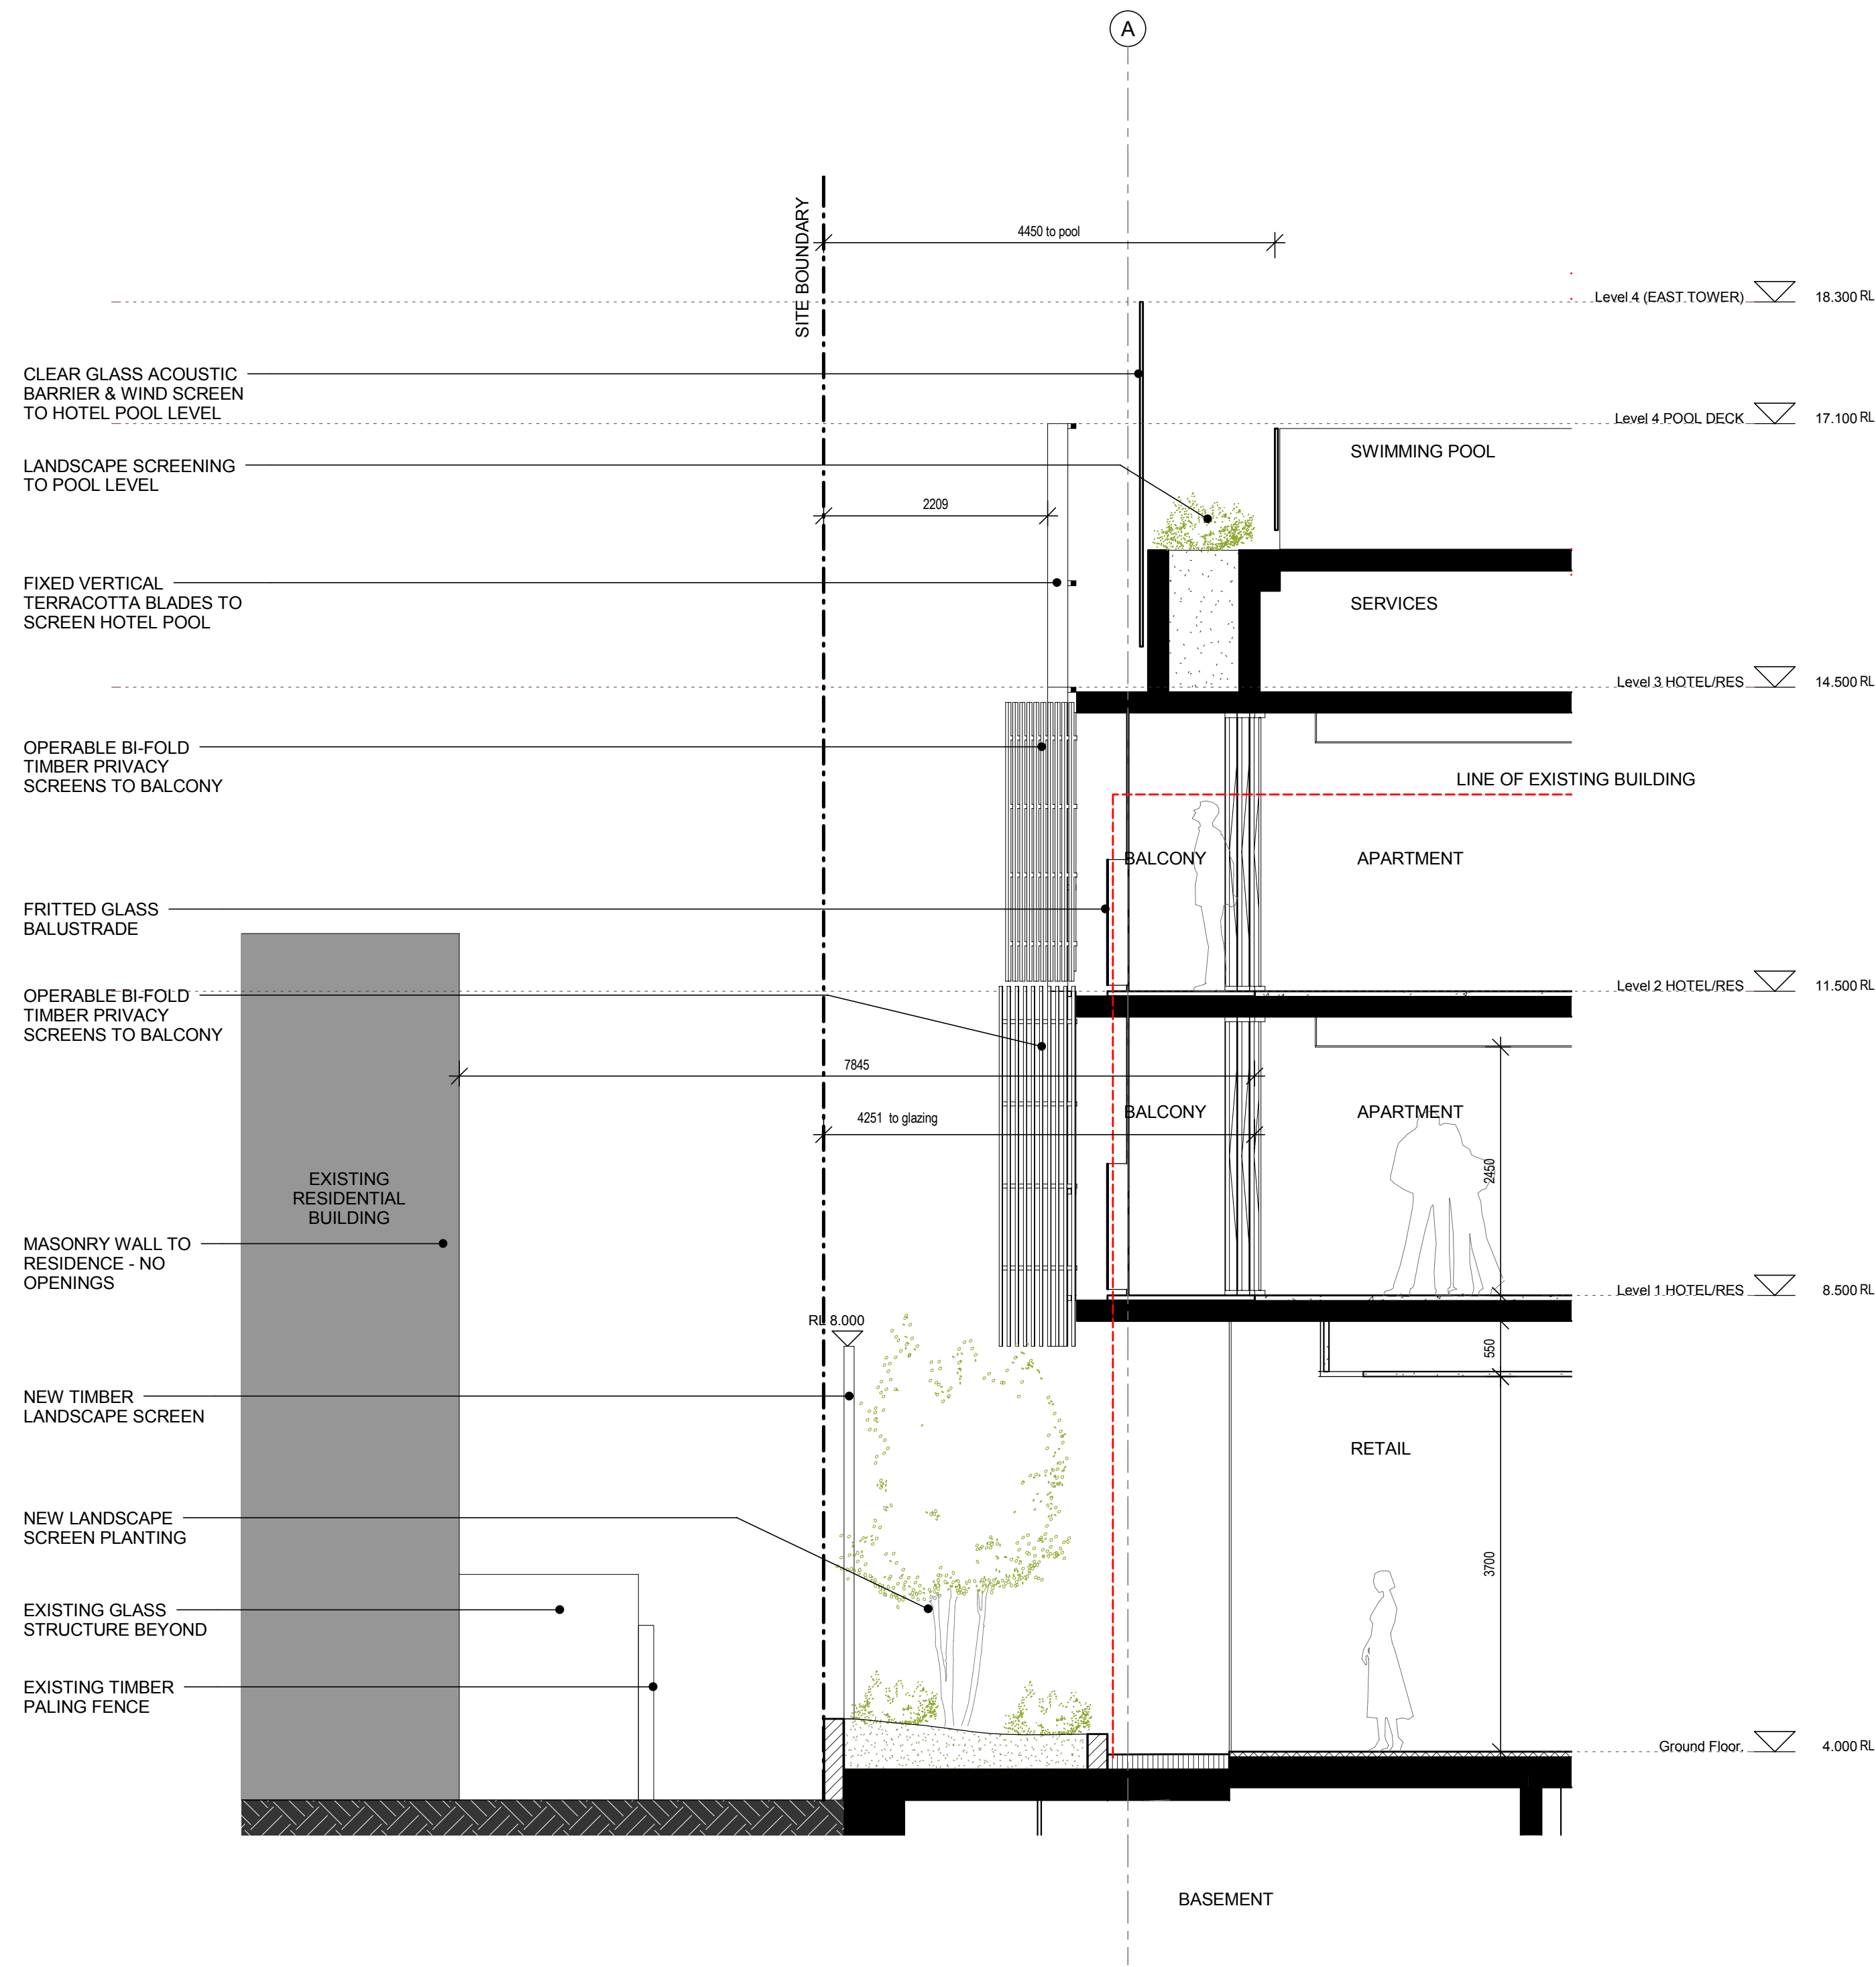 A
SITE BOUNDARY
4450 to pool
Level 4 (EAST TOWER)
18.300 RL
CLEAR GLASS ACOUSTIC
BARRIER & WIND SCREEN
TO HOTEL POOL LEVEL
Level 4 POOL DECK
17.100 RL
SWIMMING POOL
LANDSCAPE SCREENING
TO POOL LEVEL
2209
FIXED VERTICAL
TERRACOTTA BLADES TO
SCREEN HOTEL POOL
SERVICES
Level 3 HOTEL/RES
14.500 RL
OPERABLE BI-FOLD
TIMBER PRIVACY
SCREENS TO BALCONY
LINE OF EXISTING BUILDING
BALCONY
APARTMENT
FRITTED GLASS
BALUSTRADE
Level 2 HOTEL/RES
11.500 RL
OPERABLE BI-FOLD
TIMBER PRIVACY
SCREENS TO BALCONY
7845
4251 to glazing
BALCONY
APARTMENT
2450
EXISTING
RESIDENTIAL
BUILDING
MASONRY WALL TO
RESIDENCE - NO
OPENINGS
Level 1 HOTEL/RES
8.500 RL
RL 8.000
550
NEW TIMBER
LANDSCAPE SCREEN
RETAIL
NEW LANDSCAPE
SCREEN PLANTING
3700
EXISTING GLASS
STRUCTURE BEYOND
EXISTING TIMBER
PALING FENCE
Ground Floor.
4.000 RL
BASEMENT